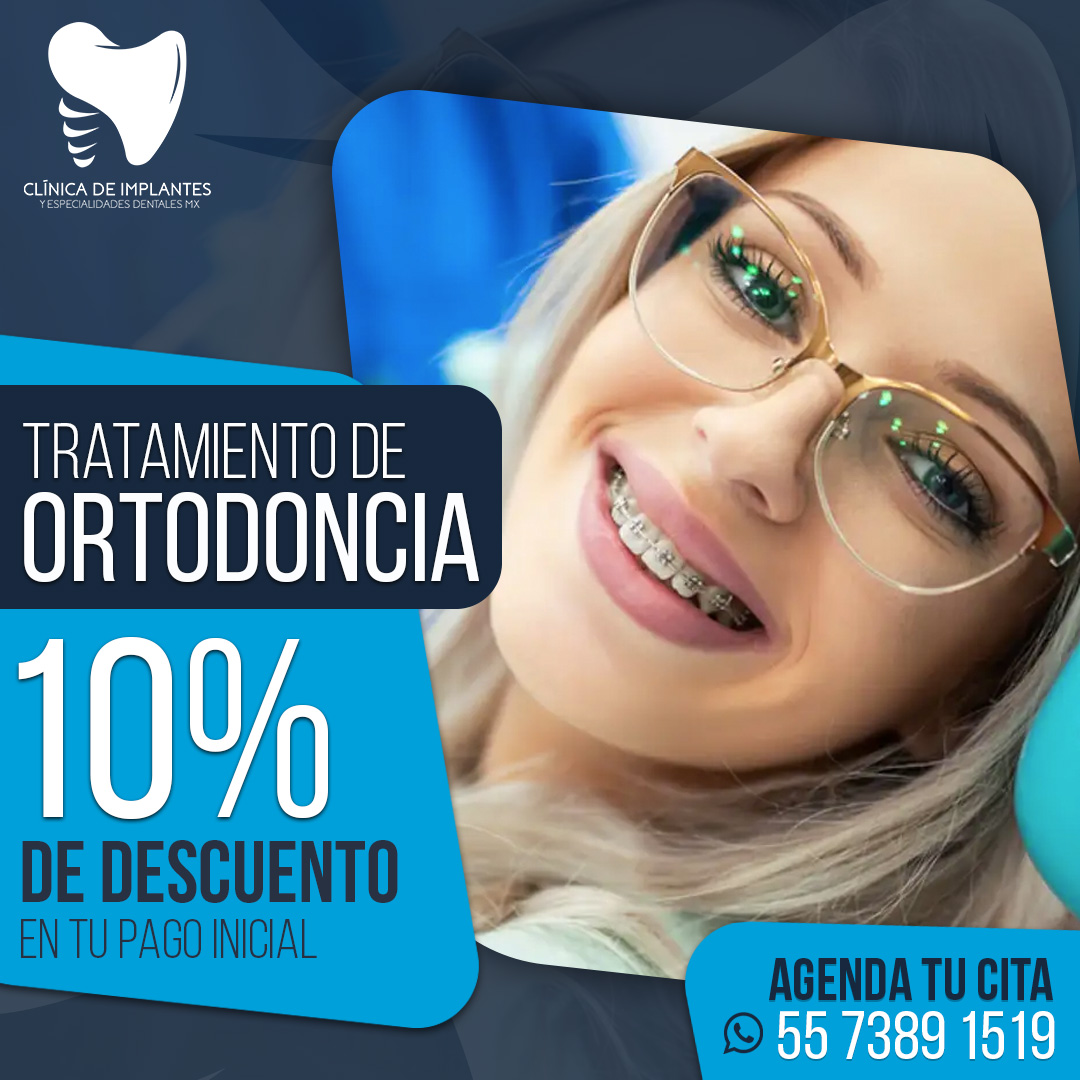 CLÍNICA DE IMPLANTES
Y ESPECIALIDADES DENTALES MX
TRATAMIENTO DE
ORTODONCIA
10%
DE DESCUENTO
EN TU PAGO INICIAL
AGENDA TU CITA
55 7389 1519